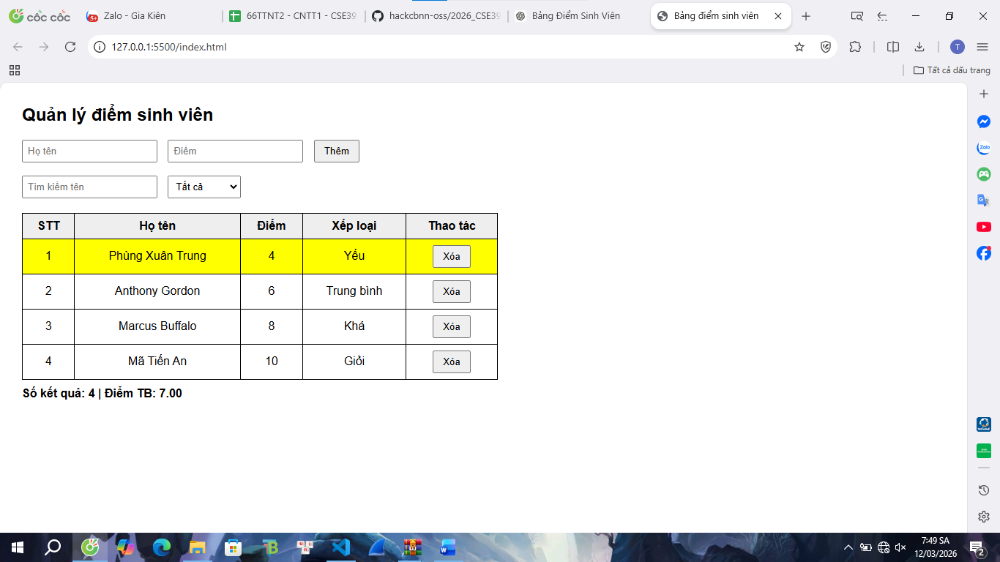 cốc cốc
5+
Zalo - Gia Kiên
66TTNT2 - CNTT1 - CSE39
hackcbnn-oss/2026_CSE39
Bảng Điểm Sinh Viên
Bảng điểm sinh viên
127.0.0.1:5500/index.html
T
Tất cả dấu trang
Quản lý điểm sinh viên
Họ tên Điểm Thêm
Tìm kiếm tên Tất cả
STT Họ tên Điểm Xếp loại Thao tác
1 Phùng Xuân Trung 4 Yếu Xóa
2 Anthony Gordon 6 Trung bình Xóa
3 Marcus Buffalo 8 Khá Xóa
4 Mã Tiến An 10 Giỏi Xóa
Số kết quả: 4 | Điểm TB: 7.00
Zalo
7:49 SA
12/03/2026
2